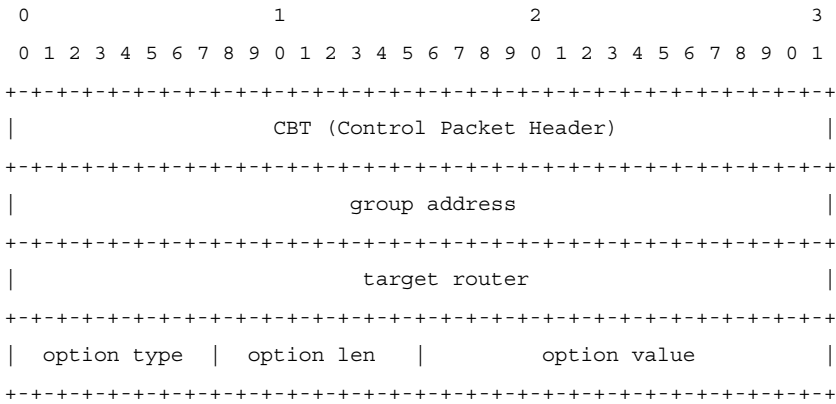 0                   1                   2                   3
0 1 2 3 4 5 6 7 8 9 0 1 2 3 4 5 6 7 8 9 0 1 2 3 4 5 6 7 8 9 0 1
+-+-+-+-+-+-+-+-+-+-+-+-+-+-+-+-+-+-+-+-+-+-+-+-+-+-+-+-+-+-+-+-+
|                    CBT (Control Packet Header)                |
+-+-+-+-+-+-+-+-+-+-+-+-+-+-+-+-+-+-+-+-+-+-+-+-+-+-+-+-+-+-+-+-+
|                          group address                        |
+-+-+-+-+-+-+-+-+-+-+-+-+-+-+-+-+-+-+-+-+-+-+-+-+-+-+-+-+-+-+-+-+
|                           target router                       |
+-+-+-+-+-+-+-+-+-+-+-+-+-+-+-+-+-+-+-+-+-+-+-+-+-+-+-+-+-+-+-+-+
|  option type  |  option len   |         option value          |
+-+-+-+-+-+-+-+-+-+-+-+-+-+-+-+-+-+-+-+-+-+-+-+-+-+-+-+-+-+-+-+-+